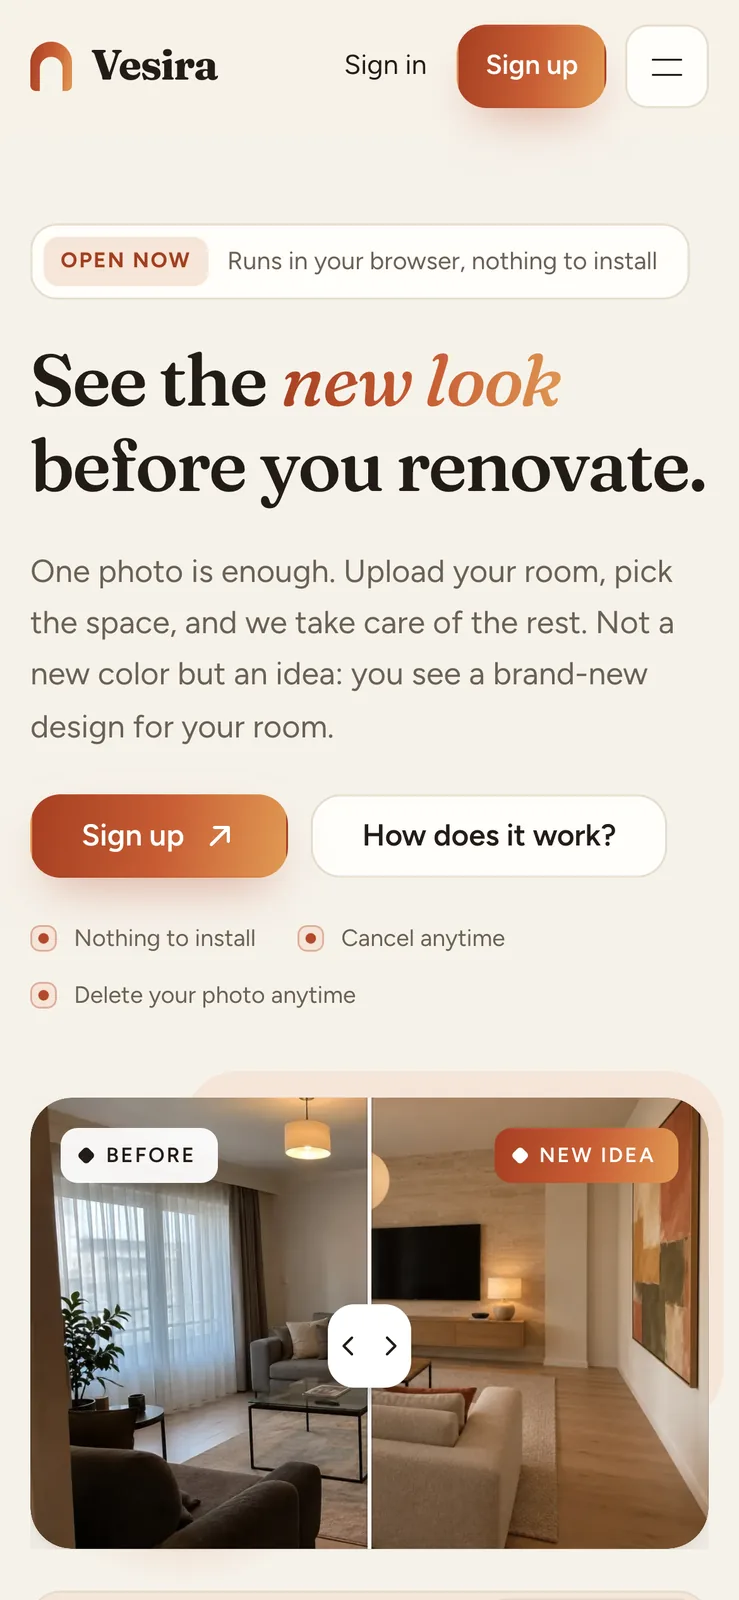 Vesira
Sign in
Sign up
OPEN NOW
Runs in your browser, nothing to install
See the new look
before you renovate.
One photo is enough. Upload your room, pick
the space, and we take care of the rest. Not a
new color but an idea: you see a brand-new
design for your room.
Sign up
How does it work?
Nothing to install
Cancel anytime
Delete your photo anytime
BEFORE
NEW IDEA